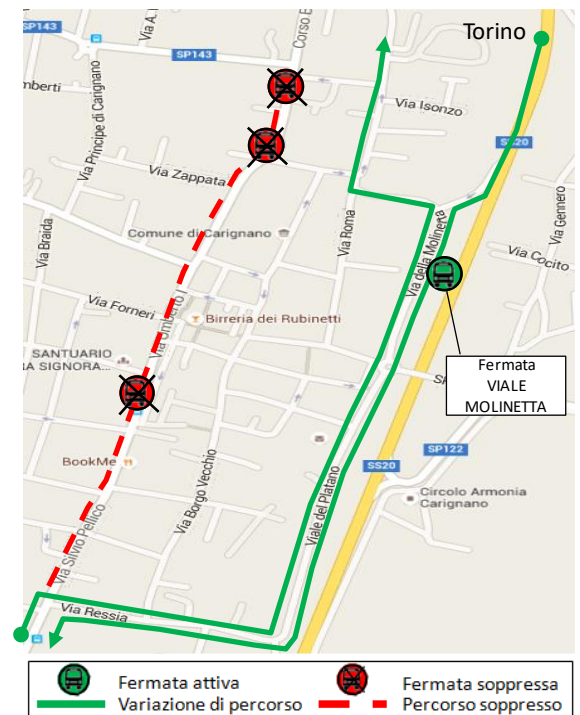 SP143
Via A.
Corso E
Torino
SP143
mberti
Via Principe di Carignano
Via Isonzo
SS20
Via Zappata
Via Gennero
Comune di Carignano
Via Roma
Via della Molinetta
Via Braida
Via Cocito
Via Forneri
Via Umberto I
Birreria dei Rubinetti
SANTUARIO
RA SIGNORA...
Fermata
VIALE
MOLINETTA
SP
SP122
BookMe
SS20
Via Borgo Vecchio
Viale del Platano
Circolo Armonia
Carignano
Via Silvio Pellico
Via Ressia
Fermata attiva
Fermata soppressa
Variazione di percorso
Percorso soppresso